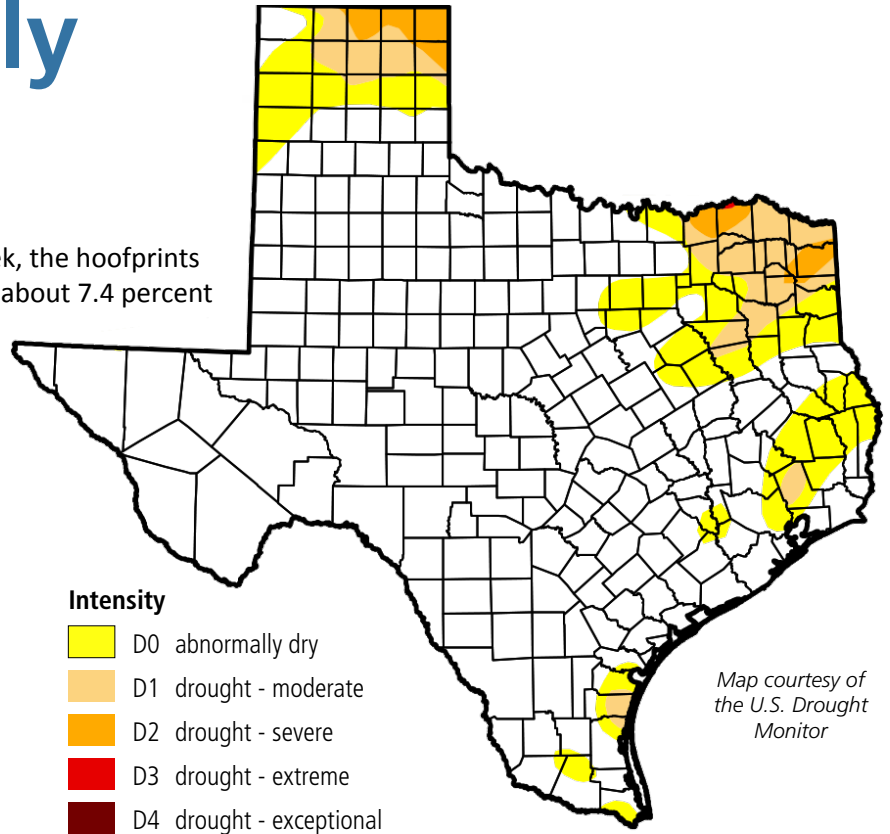 ly
ek, the hoofprints
about 7.4 percent
Intensity
D0 abnormally dry
D1 drought - moderate
D2 drought - severe
D3 drought - extreme
D4 drought - exceptional
Map courtesy of
the U.S. Drought
Monitor